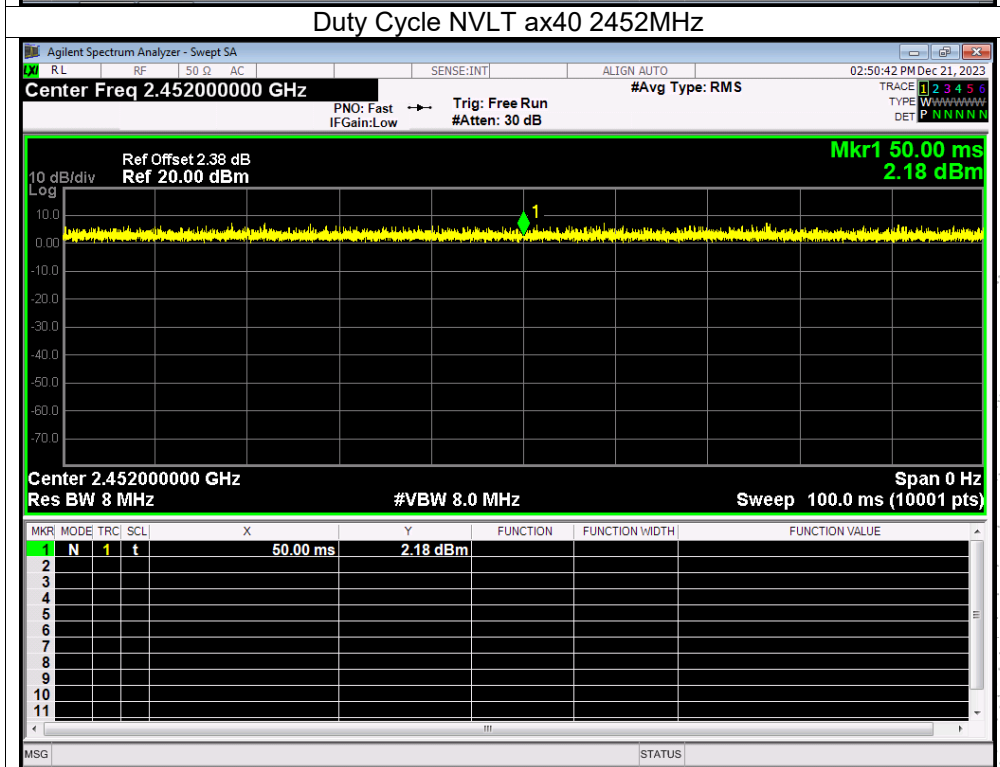 Duty Cycle NVLT ax40 2452MHz
Agilent Spectrum Analyzer - Swept SA
LXI RL RF 50 Ω AC SENSE:INT ALIGN AUTO 02:50:42 PM Dec 21, 2023
Center Freq 2.452000000 GHz #Avg Type: RMS TRACE 1 2 3 4 5 6
PNO: Fast Trig: Free Run TYPE WWWWWW
IFGain:Low #Atten: 30 dB DET P N N N N N
Mkr1 50.00 ms
Ref Offset 2.38 dB
10 dB/div Ref 20.00 dBm 2.18 dBm
Log
1
10.0
0.00
-10.0
-20.0
-30.0
-40.0
-50.0
-60.0
-70.0
Center 2.452000000 GHz Span 0 Hz
Res BW 8 MHz #VBW 8.0 MHz Sweep 100.0 ms (10001 pts)
MKR MODE TRC SCL X Y FUNCTION FUNCTION WIDTH FUNCTION VALUE
1 N 1 t 50.00 ms 2.18 dBm
2
3
4
5
6
7
8
9
10
11
MSG STATUS